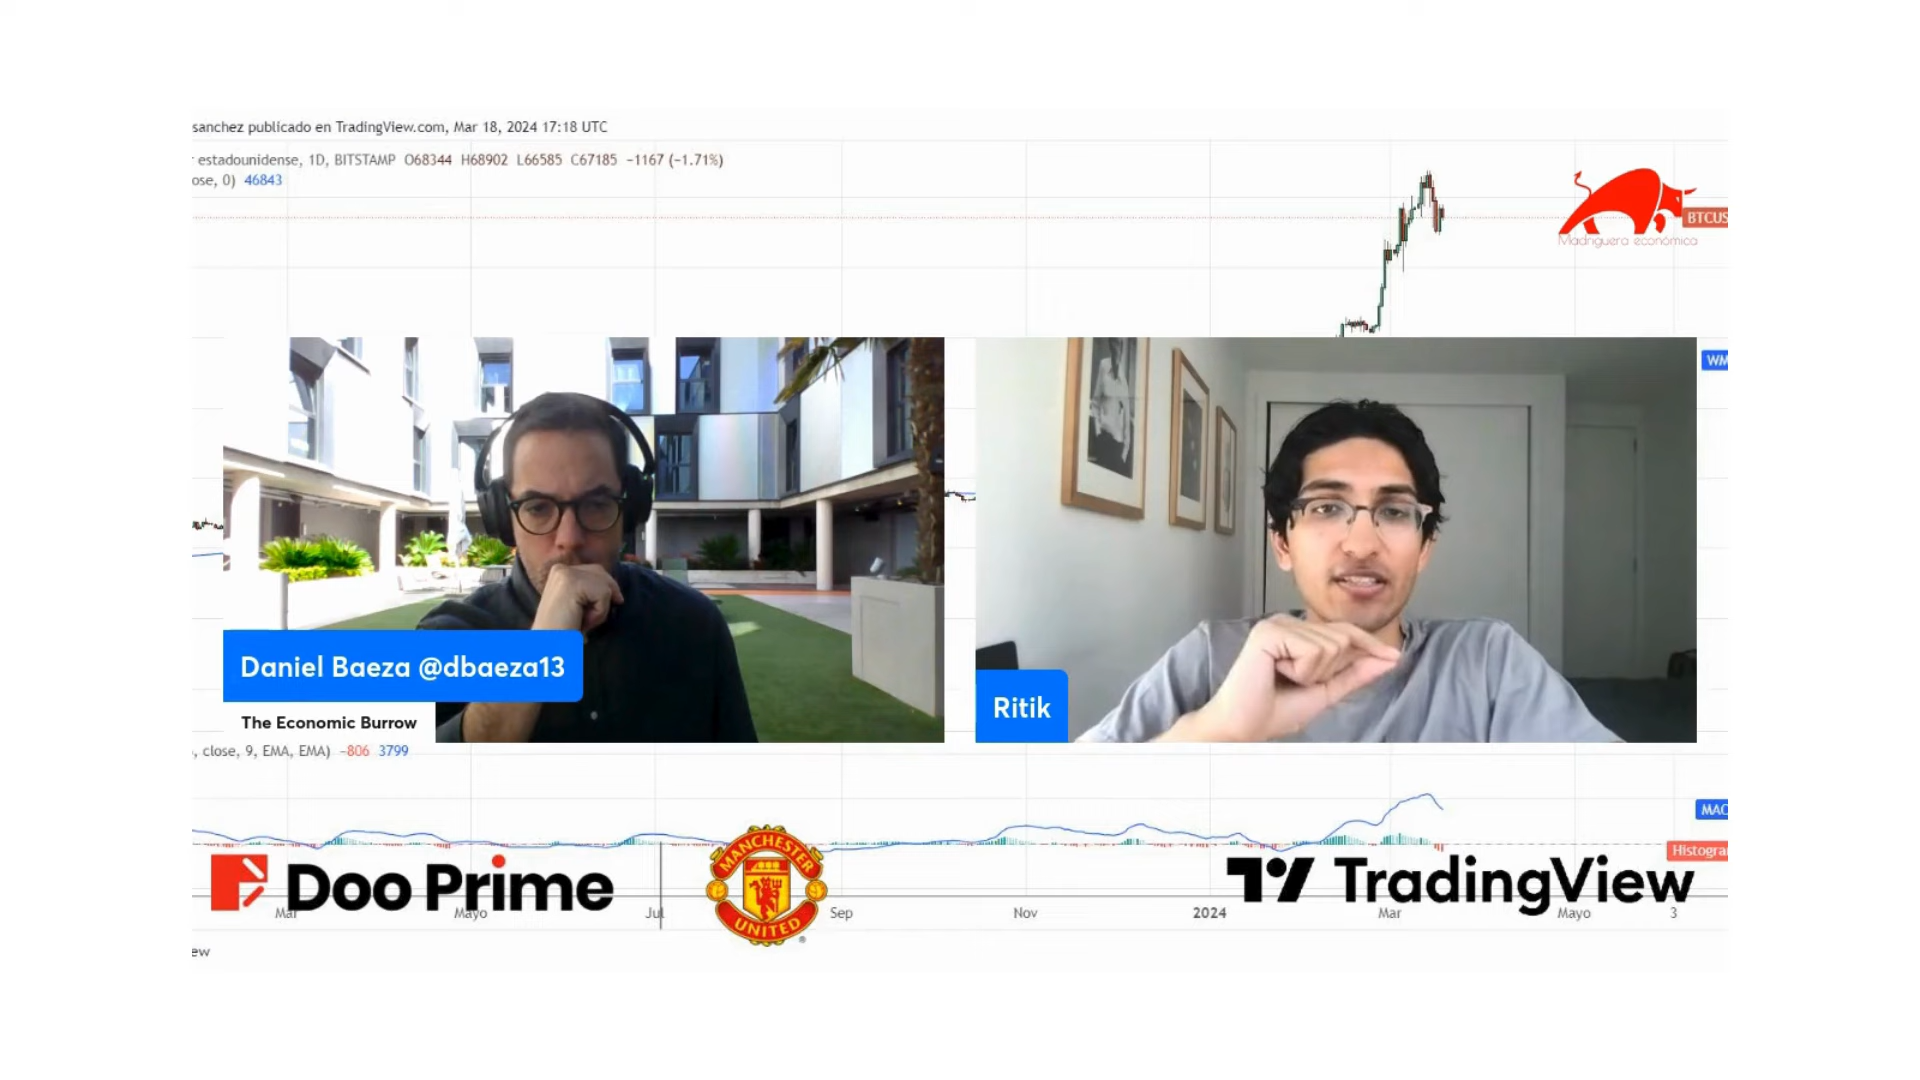 sanchez publicado en TradingView.com, Mar 18, 2024 17:18 UTC
estadounidense, 1D, BITSTAMP O68344 H68902 L66585 C67185 −1167 (−1.71%)
ose, 0) 46843
BTCUS
Madriguera económica
WM
Daniel Baeza @dbaeza13
The Economic Burrow
Ritik
, close, 9, EMA, EMA) −806 3799
MAC
Histogra
Doo Prime
MANCHESTER
UNITED
®
TradingView
Mar Mayo Jul Sep Nov 2024 Mar Mayo 3
ew